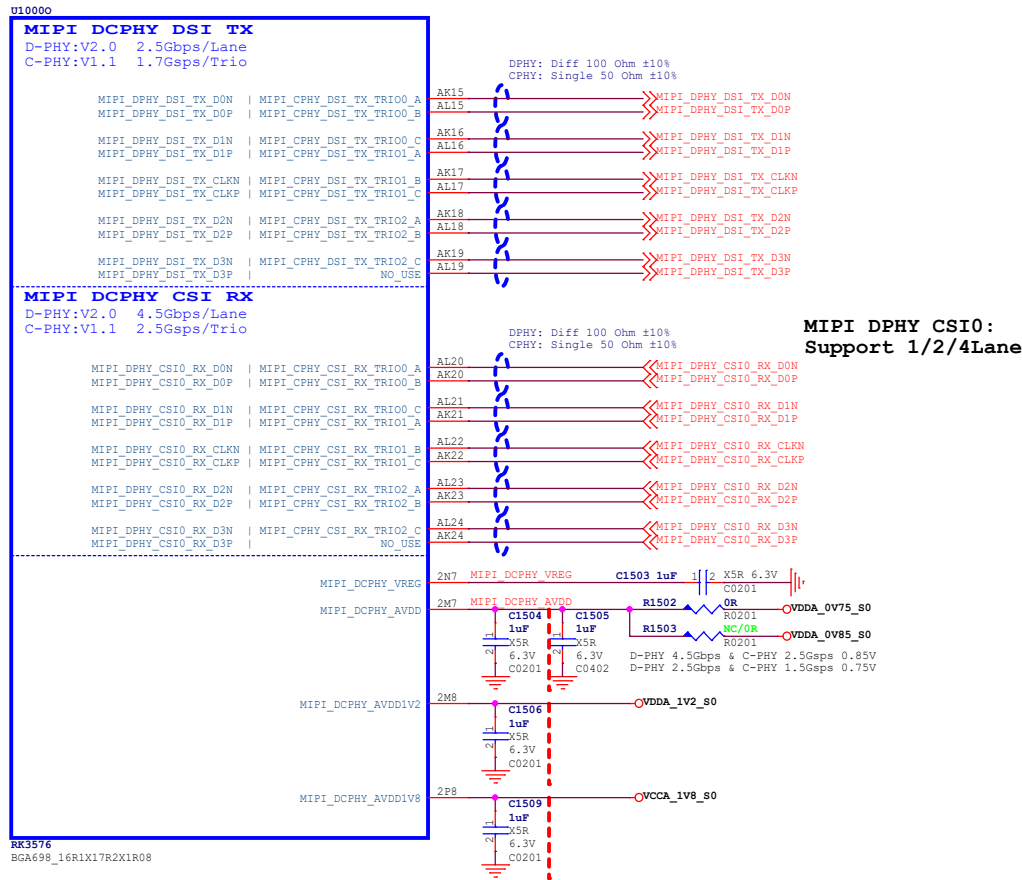 U1000O
MIPI DCPHY DSI TX
D-PHY:V2.0 2.5Gbps/Lane
C-PHY:V1.1 1.7Gsps/Trio
DPHY: Diff 100 Ohm ±10%
CPHY: Single 50 Ohm ±10%
MIPI_DPHY_DSI_TX_D0N | MIPI_CPHY_DSI_TX_TRIO0_A AK15 MIPI_DPHY_DSI_TX_D0N
MIPI_DPHY_DSI_TX_D0P | MIPI_CPHY_DSI_TX_TRIO0_B AL15 MIPI_DPHY_DSI_TX_D0P
MIPI_DPHY_DSI_TX_D1N | MIPI_CPHY_DSI_TX_TRIO0_C AK16 MIPI_DPHY_DSI_TX_D1N
MIPI_DPHY_DSI_TX_D1P | MIPI_CPHY_DSI_TX_TRIO1_A AL16 MIPI_DPHY_DSI_TX_D1P
MIPI_DPHY_DSI_TX_CLKN | MIPI_CPHY_DSI_TX_TRIO1_B AK17 MIPI_DPHY_DSI_TX_CLKN
MIPI_DPHY_DSI_TX_CLKP | MIPI_CPHY_DSI_TX_TRIO1_C AL17 MIPI_DPHY_DSI_TX_CLKP
MIPI_DPHY_DSI_TX_D2N | MIPI_CPHY_DSI_TX_TRIO2_A AK18 MIPI_DPHY_DSI_TX_D2N
MIPI_DPHY_DSI_TX_D2P | MIPI_CPHY_DSI_TX_TRIO2_B AL18 MIPI_DPHY_DSI_TX_D2P
MIPI_DPHY_DSI_TX_D3N | MIPI_CPHY_DSI_TX_TRIO2_C AK19 MIPI_DPHY_DSI_TX_D3N
MIPI_DPHY_DSI_TX_D3P | NO_USE AL19 MIPI_DPHY_DSI_TX_D3P
MIPI DCPHY CSI RX
D-PHY:V2.0 4.5Gbps/Lane
C-PHY:V1.1 2.5Gsps/Trio
DPHY: Diff 100 Ohm ±10%
CPHY: Single 50 Ohm ±10%
MIPI DPHY CSI0:
Support 1/2/4Lane
MIPI_DPHY_CSI0_RX_D0N | MIPI_CPHY_CSI_RX_TRIO0_A AL20 MIPI_DPHY_CSI0_RX_D0N
MIPI_DPHY_CSI0_RX_D0P | MIPI_CPHY_CSI_RX_TRIO0_B AK20 MIPI_DPHY_CSI0_RX_D0P
MIPI_DPHY_CSI0_RX_D1N | MIPI_CPHY_CSI_RX_TRIO0_C AL21 MIPI_DPHY_CSI0_RX_D1N
MIPI_DPHY_CSI0_RX_D1P | MIPI_CPHY_CSI_RX_TRIO1_A AK21 MIPI_DPHY_CSI0_RX_D1P
MIPI_DPHY_CSI0_RX_CLKN | MIPI_CPHY_CSI_RX_TRIO1_B AL22 MIPI_DPHY_CSI0_RX_CLKN
MIPI_DPHY_CSI0_RX_CLKP | MIPI_CPHY_CSI_RX_TRIO1_C AK22 MIPI_DPHY_CSI0_RX_CLKP
MIPI_DPHY_CSI0_RX_D2N | MIPI_CPHY_CSI_RX_TRIO2_A AL23 MIPI_DPHY_CSI0_RX_D2N
MIPI_DPHY_CSI0_RX_D2P | MIPI_CPHY_CSI_RX_TRIO2_B AK23 MIPI_DPHY_CSI0_RX_D2P
MIPI_DPHY_CSI0_RX_D3N | MIPI_CPHY_CSI_RX_TRIO2_C AL24 MIPI_DPHY_CSI0_RX_D3N
MIPI_DPHY_CSI0_RX_D3P | NO_USE AK24 MIPI_DPHY_CSI0_RX_D3P
MIPI_DCPHY_VREG 2N7 MIPI_DCPHY_VREG C1503 1uF 1 2 X5R 6.3V
C0201
MIPI_DCPHY_AVDD 2M7 MIPI_DCPHY_AVDD R1502 0R VDDA_0V75_S0
R0201
C1504 C1505 R1503 NC/0R VDDA_0V85_S0
1uF 1uF R0201
1 X5R 1 X5R
2 6.3V 2 6.3V D-PHY 4.5Gbps & C-PHY 2.5Gsps 0.85V
C0201 C0402 D-PHY 2.5Gbps & C-PHY 1.5Gsps 0.75V
MIPI_DCPHY_AVDD1V2 2M8 VDDA_1V2_S0
C1506
1uF
1 X5R
2 6.3V
C0201
MIPI_DCPHY_AVDD1V8 2P8 VCCA_1V8_S0
C1509
1uF
1 X5R
2 6.3V
C0201
RK3576
BGA698_16R1X17R2X1R08